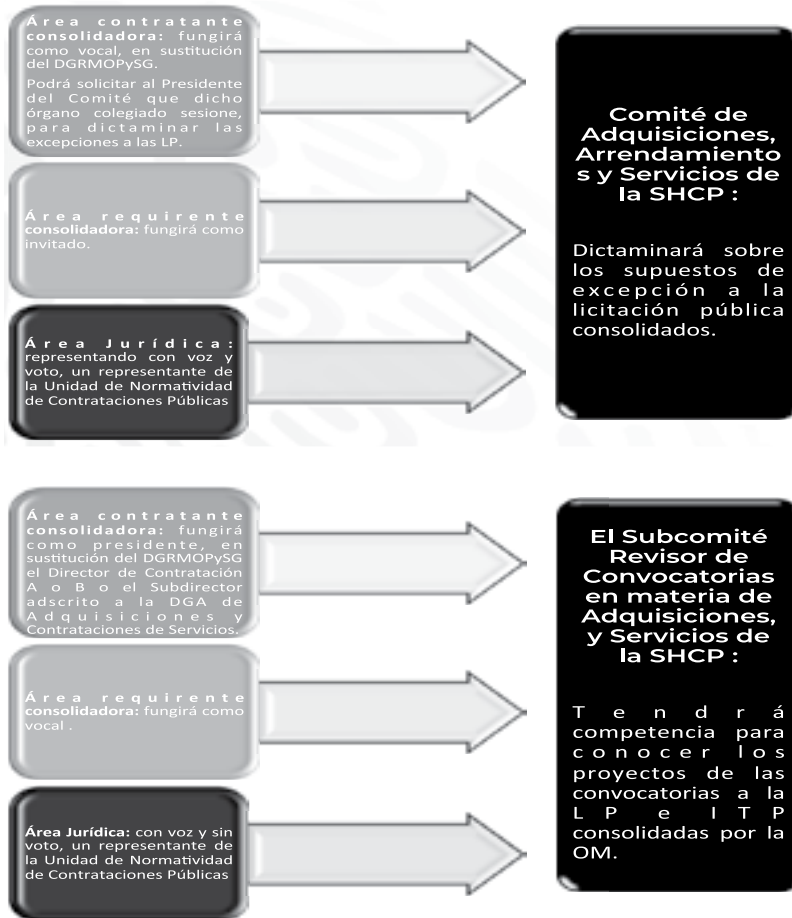 Área contratante
consolidadora: fungirá
como vocal, en sustitución
del DGRMOPySG.
Podrá solicitar al Presidente
del Comité que dicho
órgano colegiado sesione,
para dictaminar las
excepciones a las LP.
Área requirente
consolidadora: fungirá como
invitado.
Área Jurídica:
representando con voz y
voto, un representante de
la Unidad de Normatividad
de Contrataciones Públicas
Comité de
Adquisiciones,
Arrendamiento
s y Servicios de
la SHCP :
Dictaminará sobre
los supuestos de
excepción a la
licitación pública
consolidados.
Área contratante
consolidadora: fungirá
como presidente, en
sustitución del DGRMOPySG
el Director de Contratación
A o B o el Subdirector
adscrito a la DGA de
Adquisiciones y
Contrataciones de Servicios.
Área requirente
consolidadora: fungirá como
vocal .
Área Jurídica: con voz y sin
voto, un representante de
la Unidad de Normatividad
de Contrataciones Públicas
El Subcomité
Revisor de
Convocatorias
en materia de
Adquisiciones,
y Servicios de
la SHCP :
Tendrá
competencia para
conocer los
proyectos de las
convocatorias a la
LP e ITP
consolidadas por la
OM.